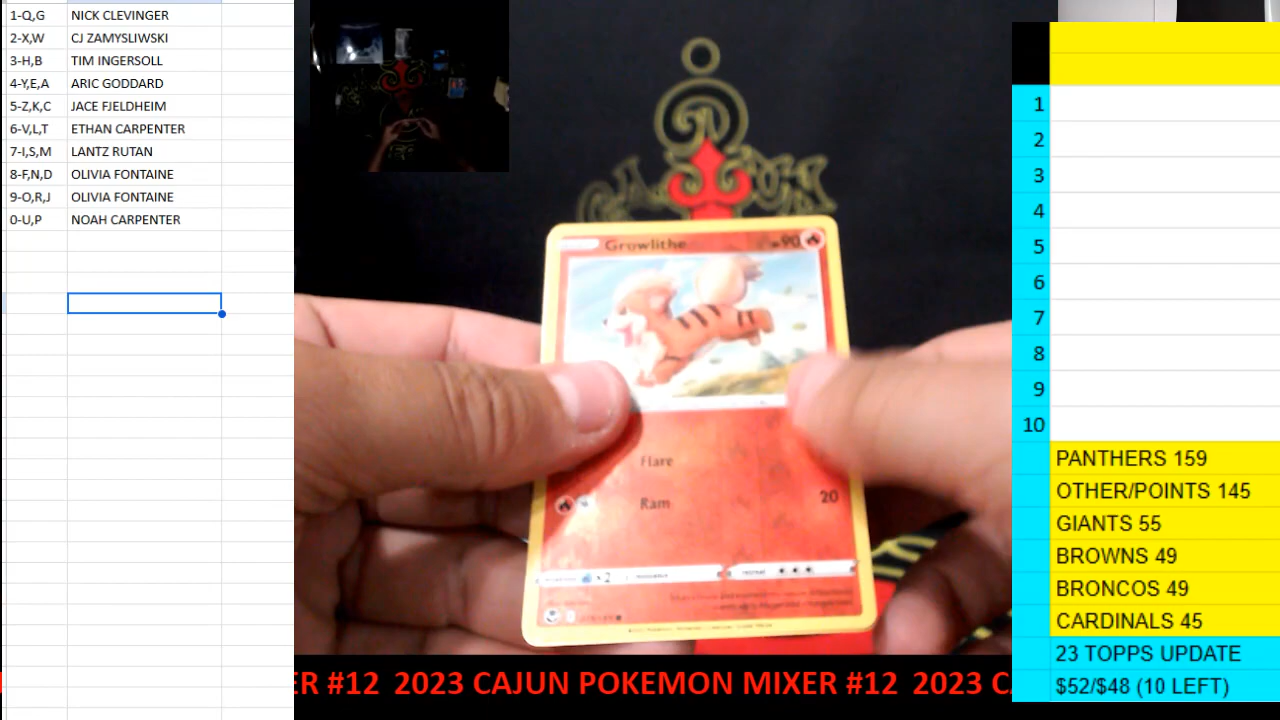 1-Q,G NICK CLEVINGER
2-X,W CJ ZAMYSLIWSKI
3-H,B TIM INGERSOLL
4-Y,E,A ARIC GODDARD
5-Z,K,C JACE FJELDHEIM
6-V,L,T ETHAN CARPENTER
7-I,S,M LANTZ RUTAN
8-F,N,D OLIVIA FONTAINE
9-O,R,J OLIVIA FONTAINE
0-U,P NOAH CARPENTER
Growlithe 90
Flare
Ram 20
×2
ER #12 2023 CAJUN POKEMON MIXER #12 2023 C
1
2
3
4
5
6
7
8
9
10
PANTHERS 159
OTHER/POINTS 145
GIANTS 55
BROWNS 49
BRONCOS 49
CARDINALS 45
23 TOPPS UPDATE
$52/$48 (10 LEFT)